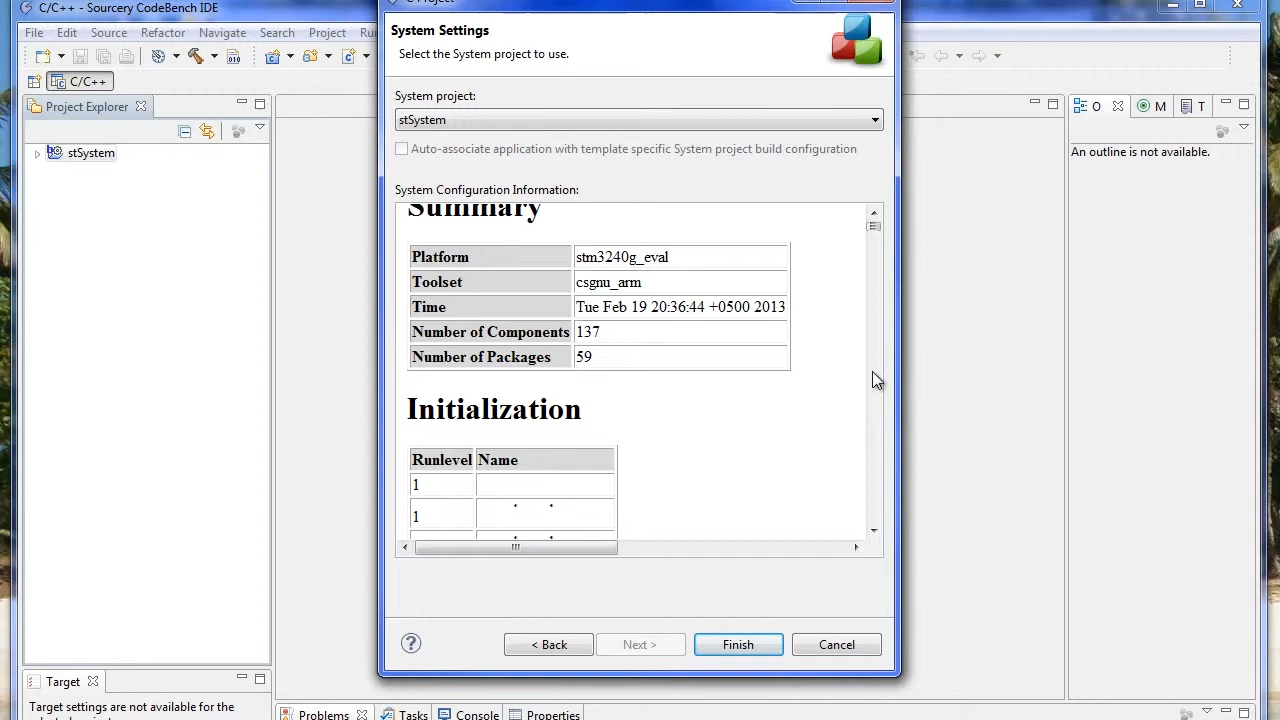 C/C++ - Sourcery CodeBench IDE
File Edit Source Refactor Navigate Search Project
C/C++
Project Explorer
stSystem
System Settings
Select the System project to use.
System project:
stSystem
Auto-associate application with template specific System project build configuration
System Configuration Information:
Summary
Platform stm3240g_eval
Toolset csgnu_arm
Time Tue Feb 19 20:36:44 +0500 2013
Number of Components 137
Number of Packages 59
Initialization
Runlevel Name
1
1
< Back Next > Finish Cancel
O M T
An outline is not available.
Target
Target settings are not available for the
Problems Tasks Console Properties